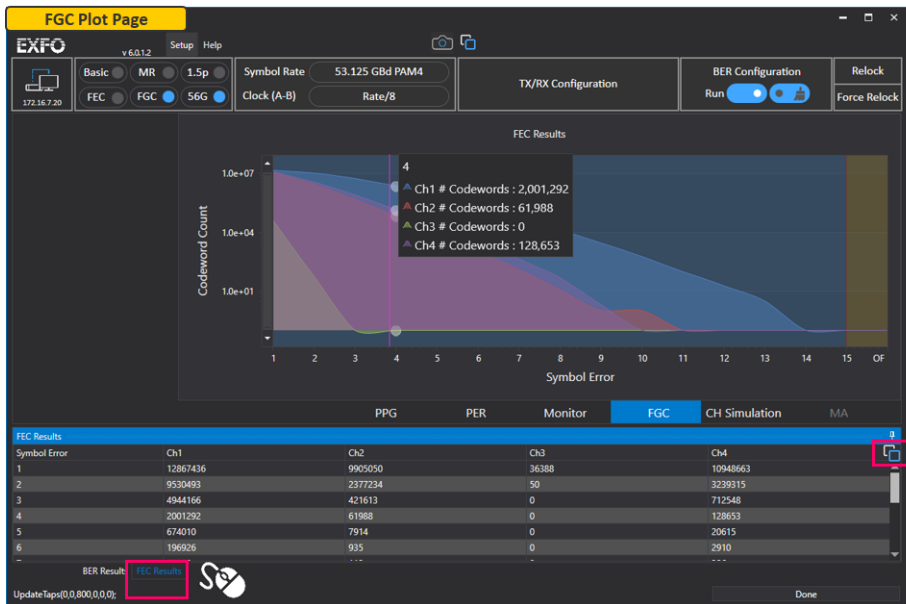 FGC Plot Page
EXFO
v 6.0.1.2
Setup Help
172.16.7.20
Basic MR 1.5p
FEC FGC 56G
Symbol Rate 53.125 GBd PAM4
Clock (A-B) Rate/8
TX/RX Configuration
BER Configuration
Run
Relock
Force Relock
FEC Results
4
Ch1 # Codewords : 2,001,292
Ch2 # Codewords : 61,988
Ch3 # Codewords : 0
Ch4 # Codewords : 128,653
Codeword Count
1.0e+07
1.0e+04
1.0e+01
1 2 3 4 5 6 7 8 9 10 11 12 13 14 15 OF
Symbol Error
PPG PER Monitor FGC CH Simulation MA
FEC Results
Symbol Error Ch1 Ch2 Ch3 Ch4
1 12867436 9905050 36388 10948663
2 9530493 2377234 50 3239315
3 4944166 421613 0 712548
4 2001292 61988 0 128653
5 674010 7914 0 20615
6 196926 935 0 2910
BER Result FEC Results
UpdateTaps(0,0,800,0,0,0);
Done